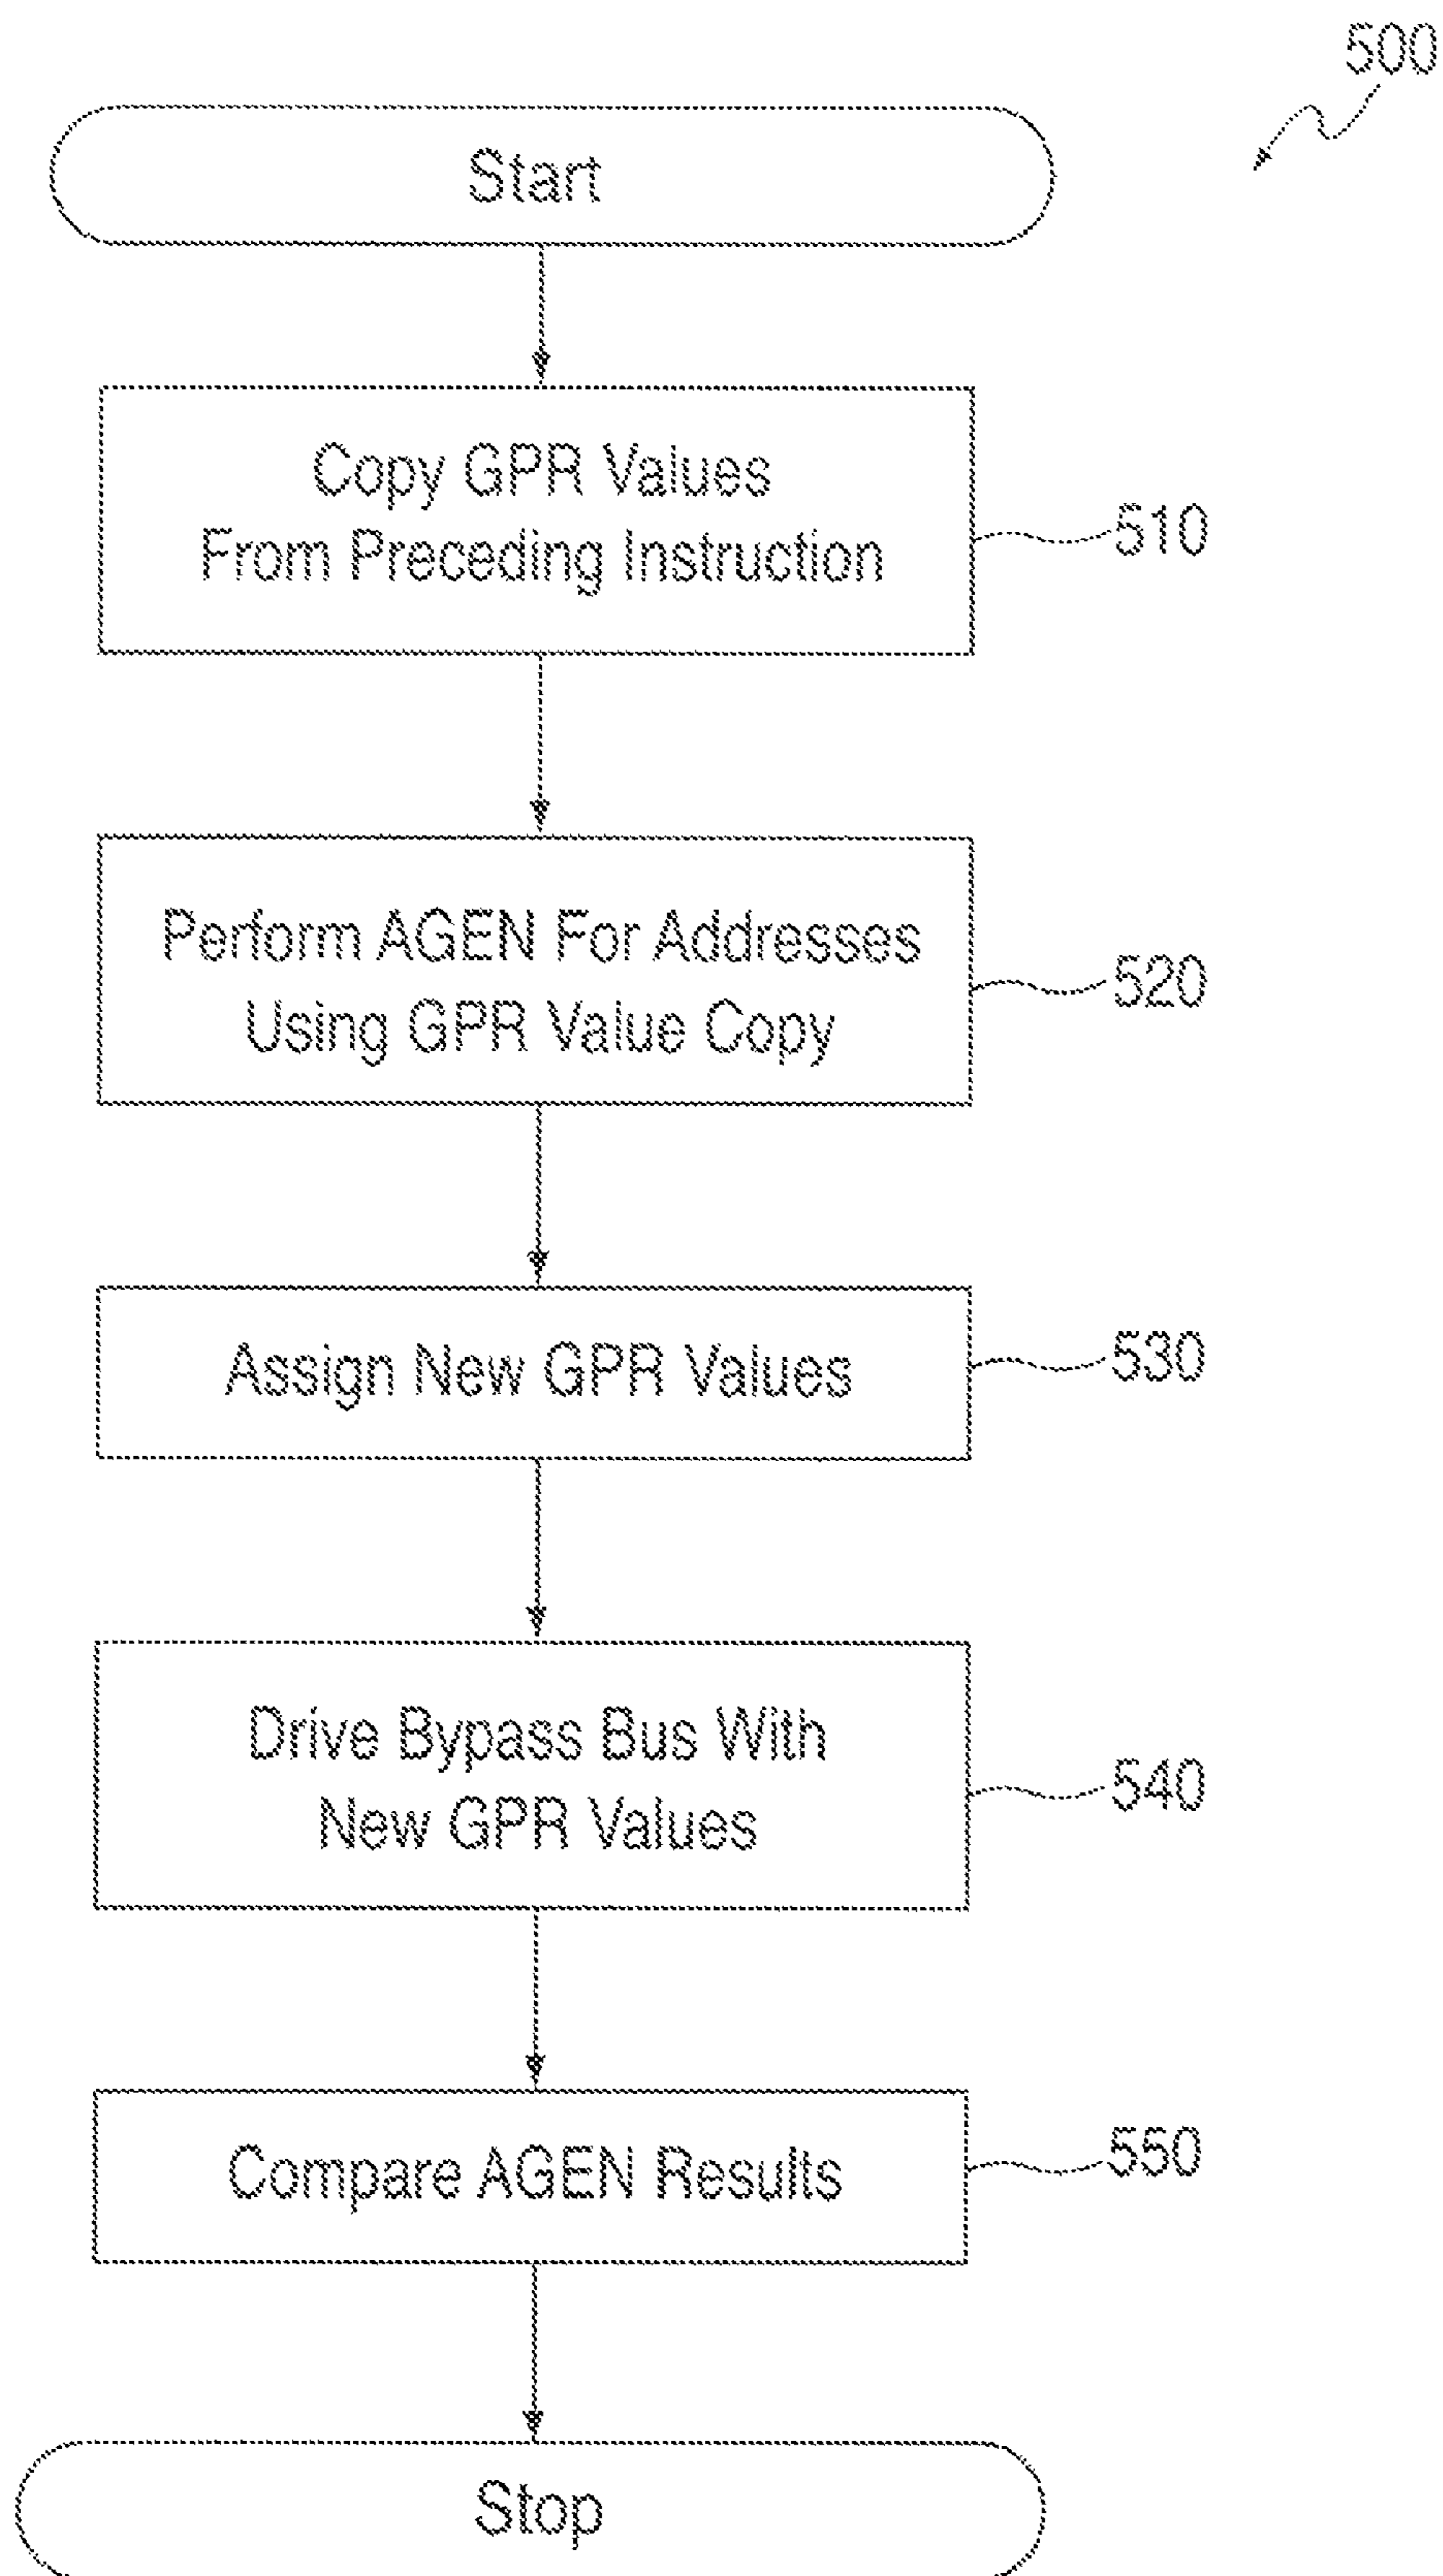 500
Start
Copy GPR Values
From Preceding Instruction
510
Perform AGEN For Addresses
Using GPR Value Copy
520
Assign New GPR Values
530
Drive Bypass Bus With
New GPR Values
540
Compare AGEN Results
550
Stop